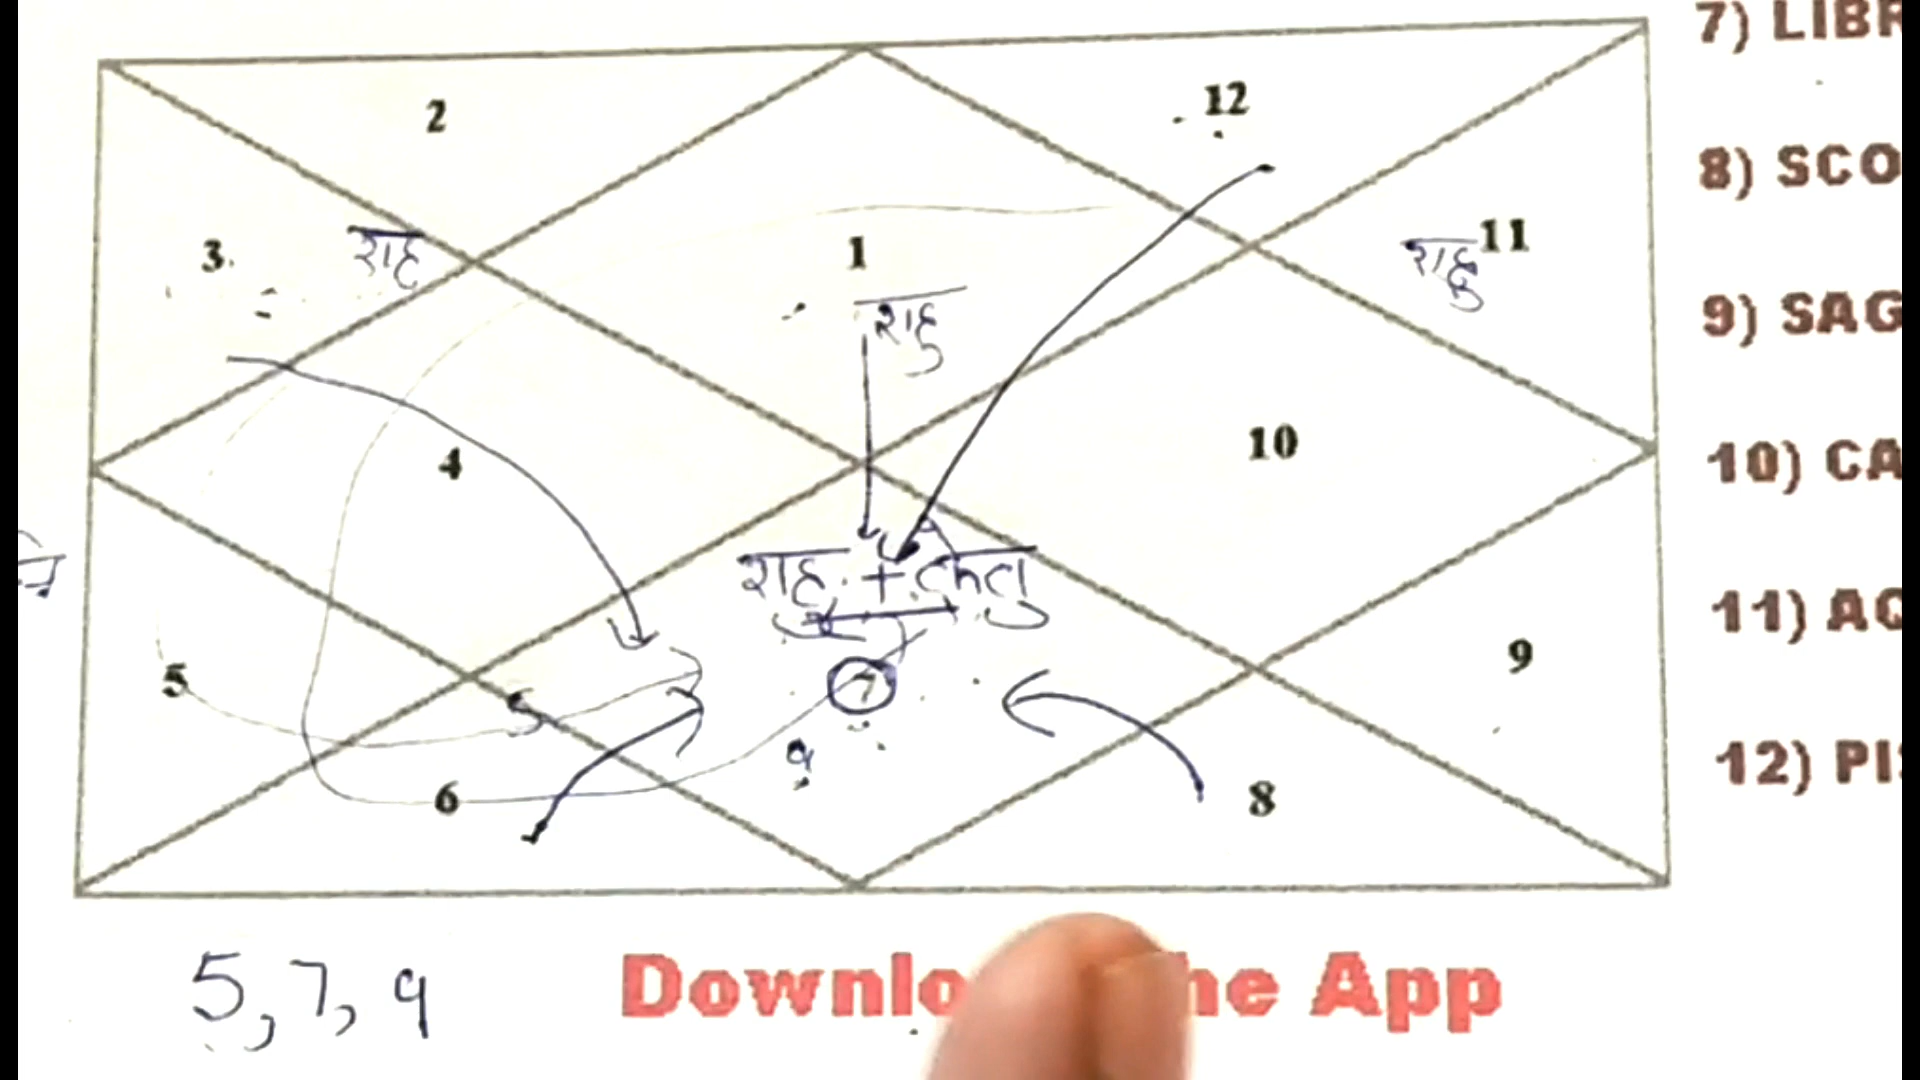 7) LIBR
2
12
8) SCO
3.
राहु
1
राहु
11
राहु
9) SAG
4
10
10) CA
राहु + केतु
11) AQ
5
5
7
9
9
12) PI
6
8
5, 7, 9
Downlo he App